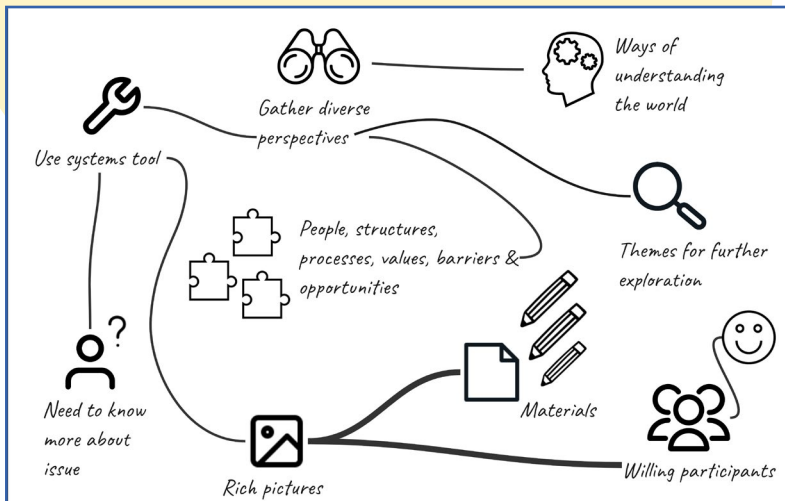 Ways of
understanding
the world
Gather diverse
perspectives
Use systems tool
People, structures,
processes, values, barriers &
opportunities
Themes for further
exploration
?
Need to know
more about
issue
Materials
Willing participants
Rich pictures